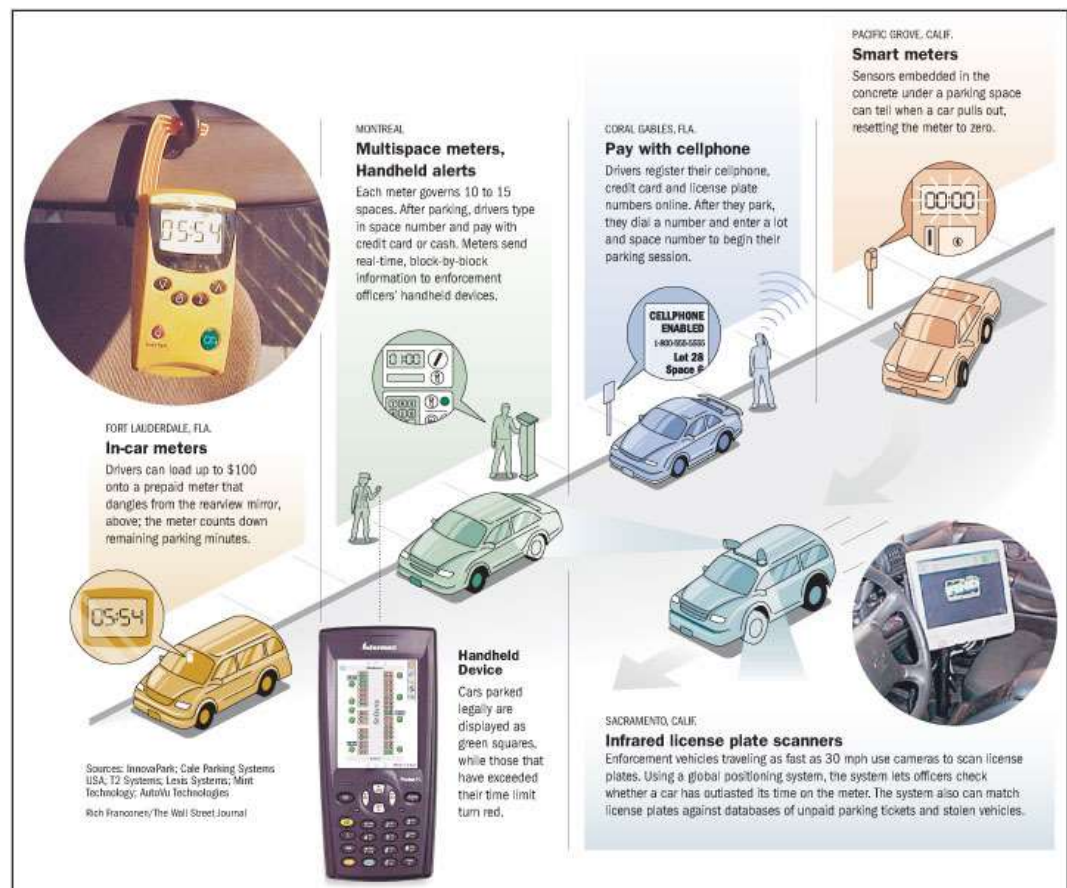 PACIFIC GROVE, CALIF.
Smart meters
Sensors embedded in the
concrete under a parking space
can tell when a car pulls out,
resetting the meter to zero.
00:00
MONTREAL
Multispace meters,
Handheld alerts
Each meter governs 10 to 15
spaces. After parking, drivers type
in space number and pay with
credit card or cash. Meters send
real-time, block-by-block
information to enforcement
officers' handheld devices.
0:00
CORAL GABLES, FLA.
Pay with cellphone
Drivers register their cellphone,
credit card and license plate
numbers online. After they park,
they dial a number and enter a lot
and space number to begin their
parking session.
CELLPHONE
ENABLED
1-800-555-5555
Lot 28
Space 6
05:54
FORT LAUDERDALE, FLA.
In-car meters
Drivers can load up to $100
onto a prepaid meter that
dangles from the rearview mirror,
above; the meter counts down
remaining parking minutes.
05:54
Handheld
Device
Cars parked
legally are
displayed as
green squares,
while those that
have exceeded
their time limit
turn red.
SACRAMENTO, CALIF.
Infrared license plate scanners
Enforcement vehicles traveling as fast as 30 mph use cameras to scan license
plates. Using a global positioning system, the system lets officers check
whether a car has outlasted its time on the meter. The system also can match
license plates against databases of unpaid parking tickets and stolen vehicles.
Sources: InnovaPark; Cale Parking Systems
USA; T2 Systems; Lexis Systems; Mint
Technology; AutoVu Technologies
Rich Franconeri/The Wall Street Journal